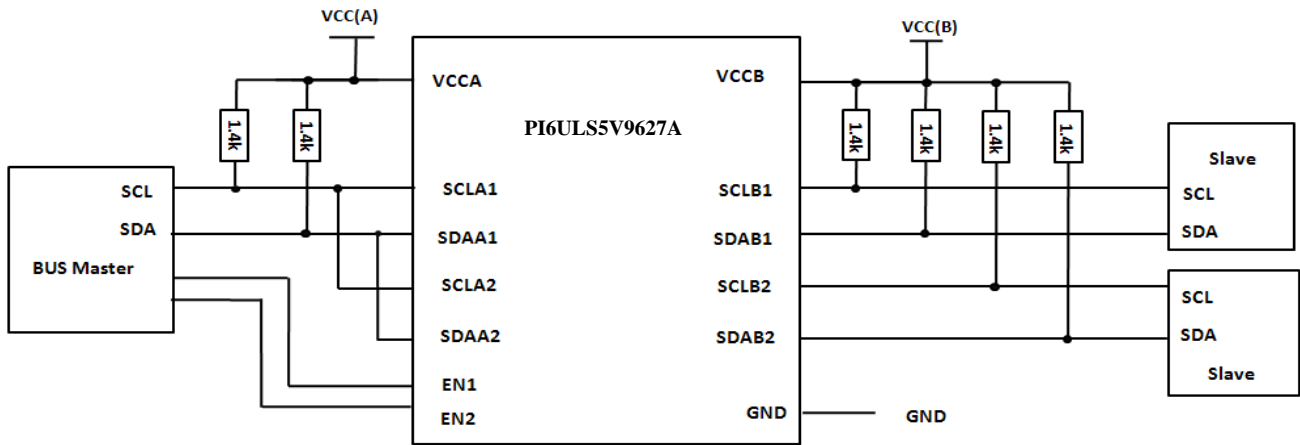 VCC(A)
VCC(B)
VCCA
VCCB
PI6ULS5V9627A
1.4k
1.4k
1.4k
1.4k
1.4k
1.4k
Slave
SCL
SCLA1
SCLB1
SCL
SDA
SDAA1
SDAB1
SDA
BUS Master
SCLA2
SCLB2
SCL
SDAA2
SDAB2
SDA
Slave
EN1
EN2
GND
GND